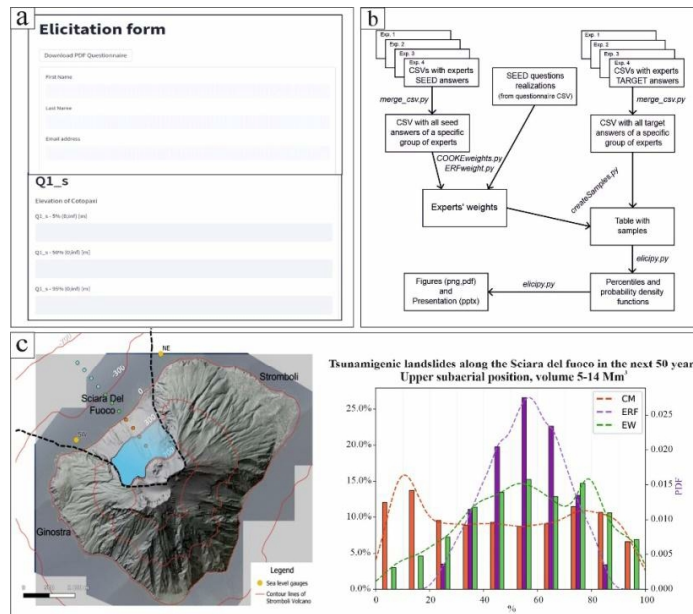 a
Elicitation form
Download PDF Questionnaire
First Name
Last Name
Email address
Q1_s
Elevation of Cotopaxi
Q1_s - 5% (0;inf) [m]
Q1_s - 50% (0;inf) [m]
Q1_s - 95% (0;inf) [m]
b
Exp. 1
Exp. 2
Exp. 3
Exp. 4
CSVs with experts
SEED answers
SEED questions
realizations
(from questionnaire CSV)
Exp. 1
Exp. 2
Exp. 3
Exp. 4
CSVs with experts
TARGET answers
merge_csv.py
merge_csv.py
CSV with all seed
answers of a specific
group of experts
CSV with all target
answers of a specific
group of experts
COOKEweights.py
ERFweight.py
createSamples.py
Experts' weights
Table with
samples
elicipy.py
Figures (png,pdf)
and
Presentation (pptx)
elicipy.py
Percentiles and
probability density
functions
c
NE
-300
Stromboli
Sciara Del
Fuoco
0
Ginostra
Legend
Sea level gauges
Contour lines of
Stromboli Volcano
Tsunamigenic landslides along the Sciara del fuoco in the next 50 year
Upper subaerial position, volume 5-14 Mm³
CM
ERF
EW
25.0%
20.0%
15.0%
10.0%
5.0%
0.0%
0.025
0.020
0.015
0.010
0.005
0.000
PDF
0 20 40 60 80 100
%